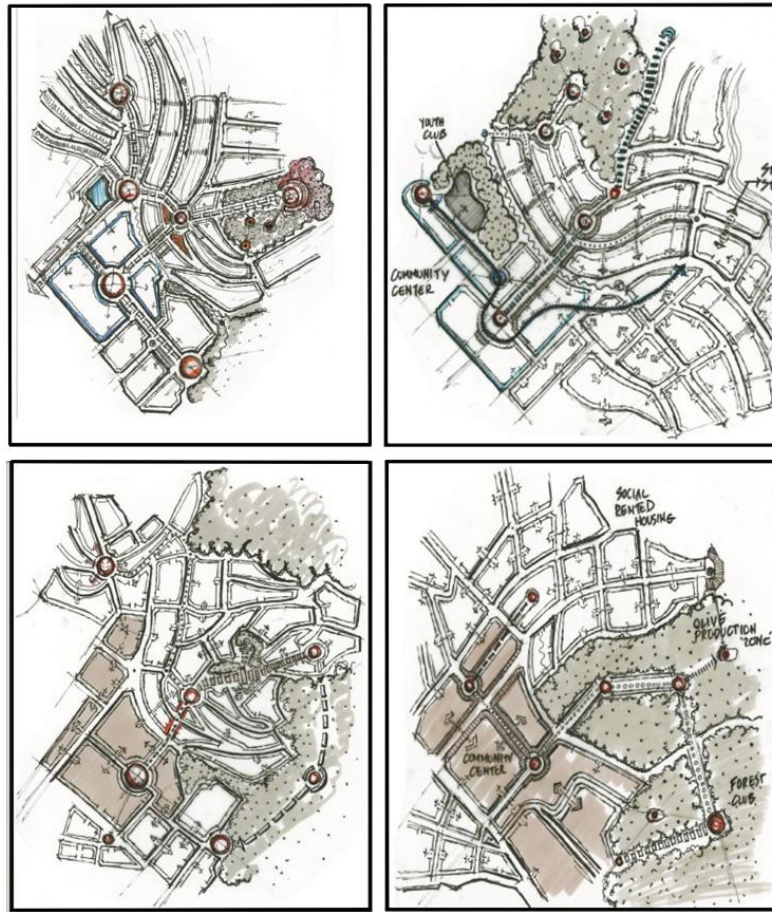 YOUTH
CLUB
COMMUNITY
CENTER
SOCIAL
RENTED
HOUSING
OLIVE
PRODUCTION
ZONE
COMMUNITY
CENTER
FOREST
CLUB